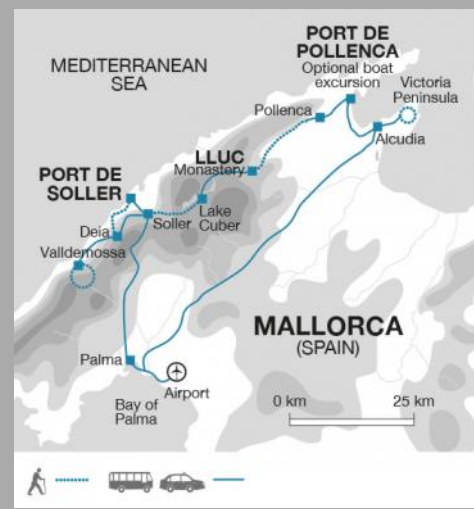 PORT DE
POLLENCA
Optional boat
excursion
MEDITERRANEAN
SEA
Victoria
Peninsula
Pollenca
Alcudia
LLUC
Monastery
PORT DE
SOLLER
Lake
Cuber
Soller
Deia
Valldemossa
MALLORCA
(SPAIN)
Palma
Airport
Bay of
Palma
0 km
25 km